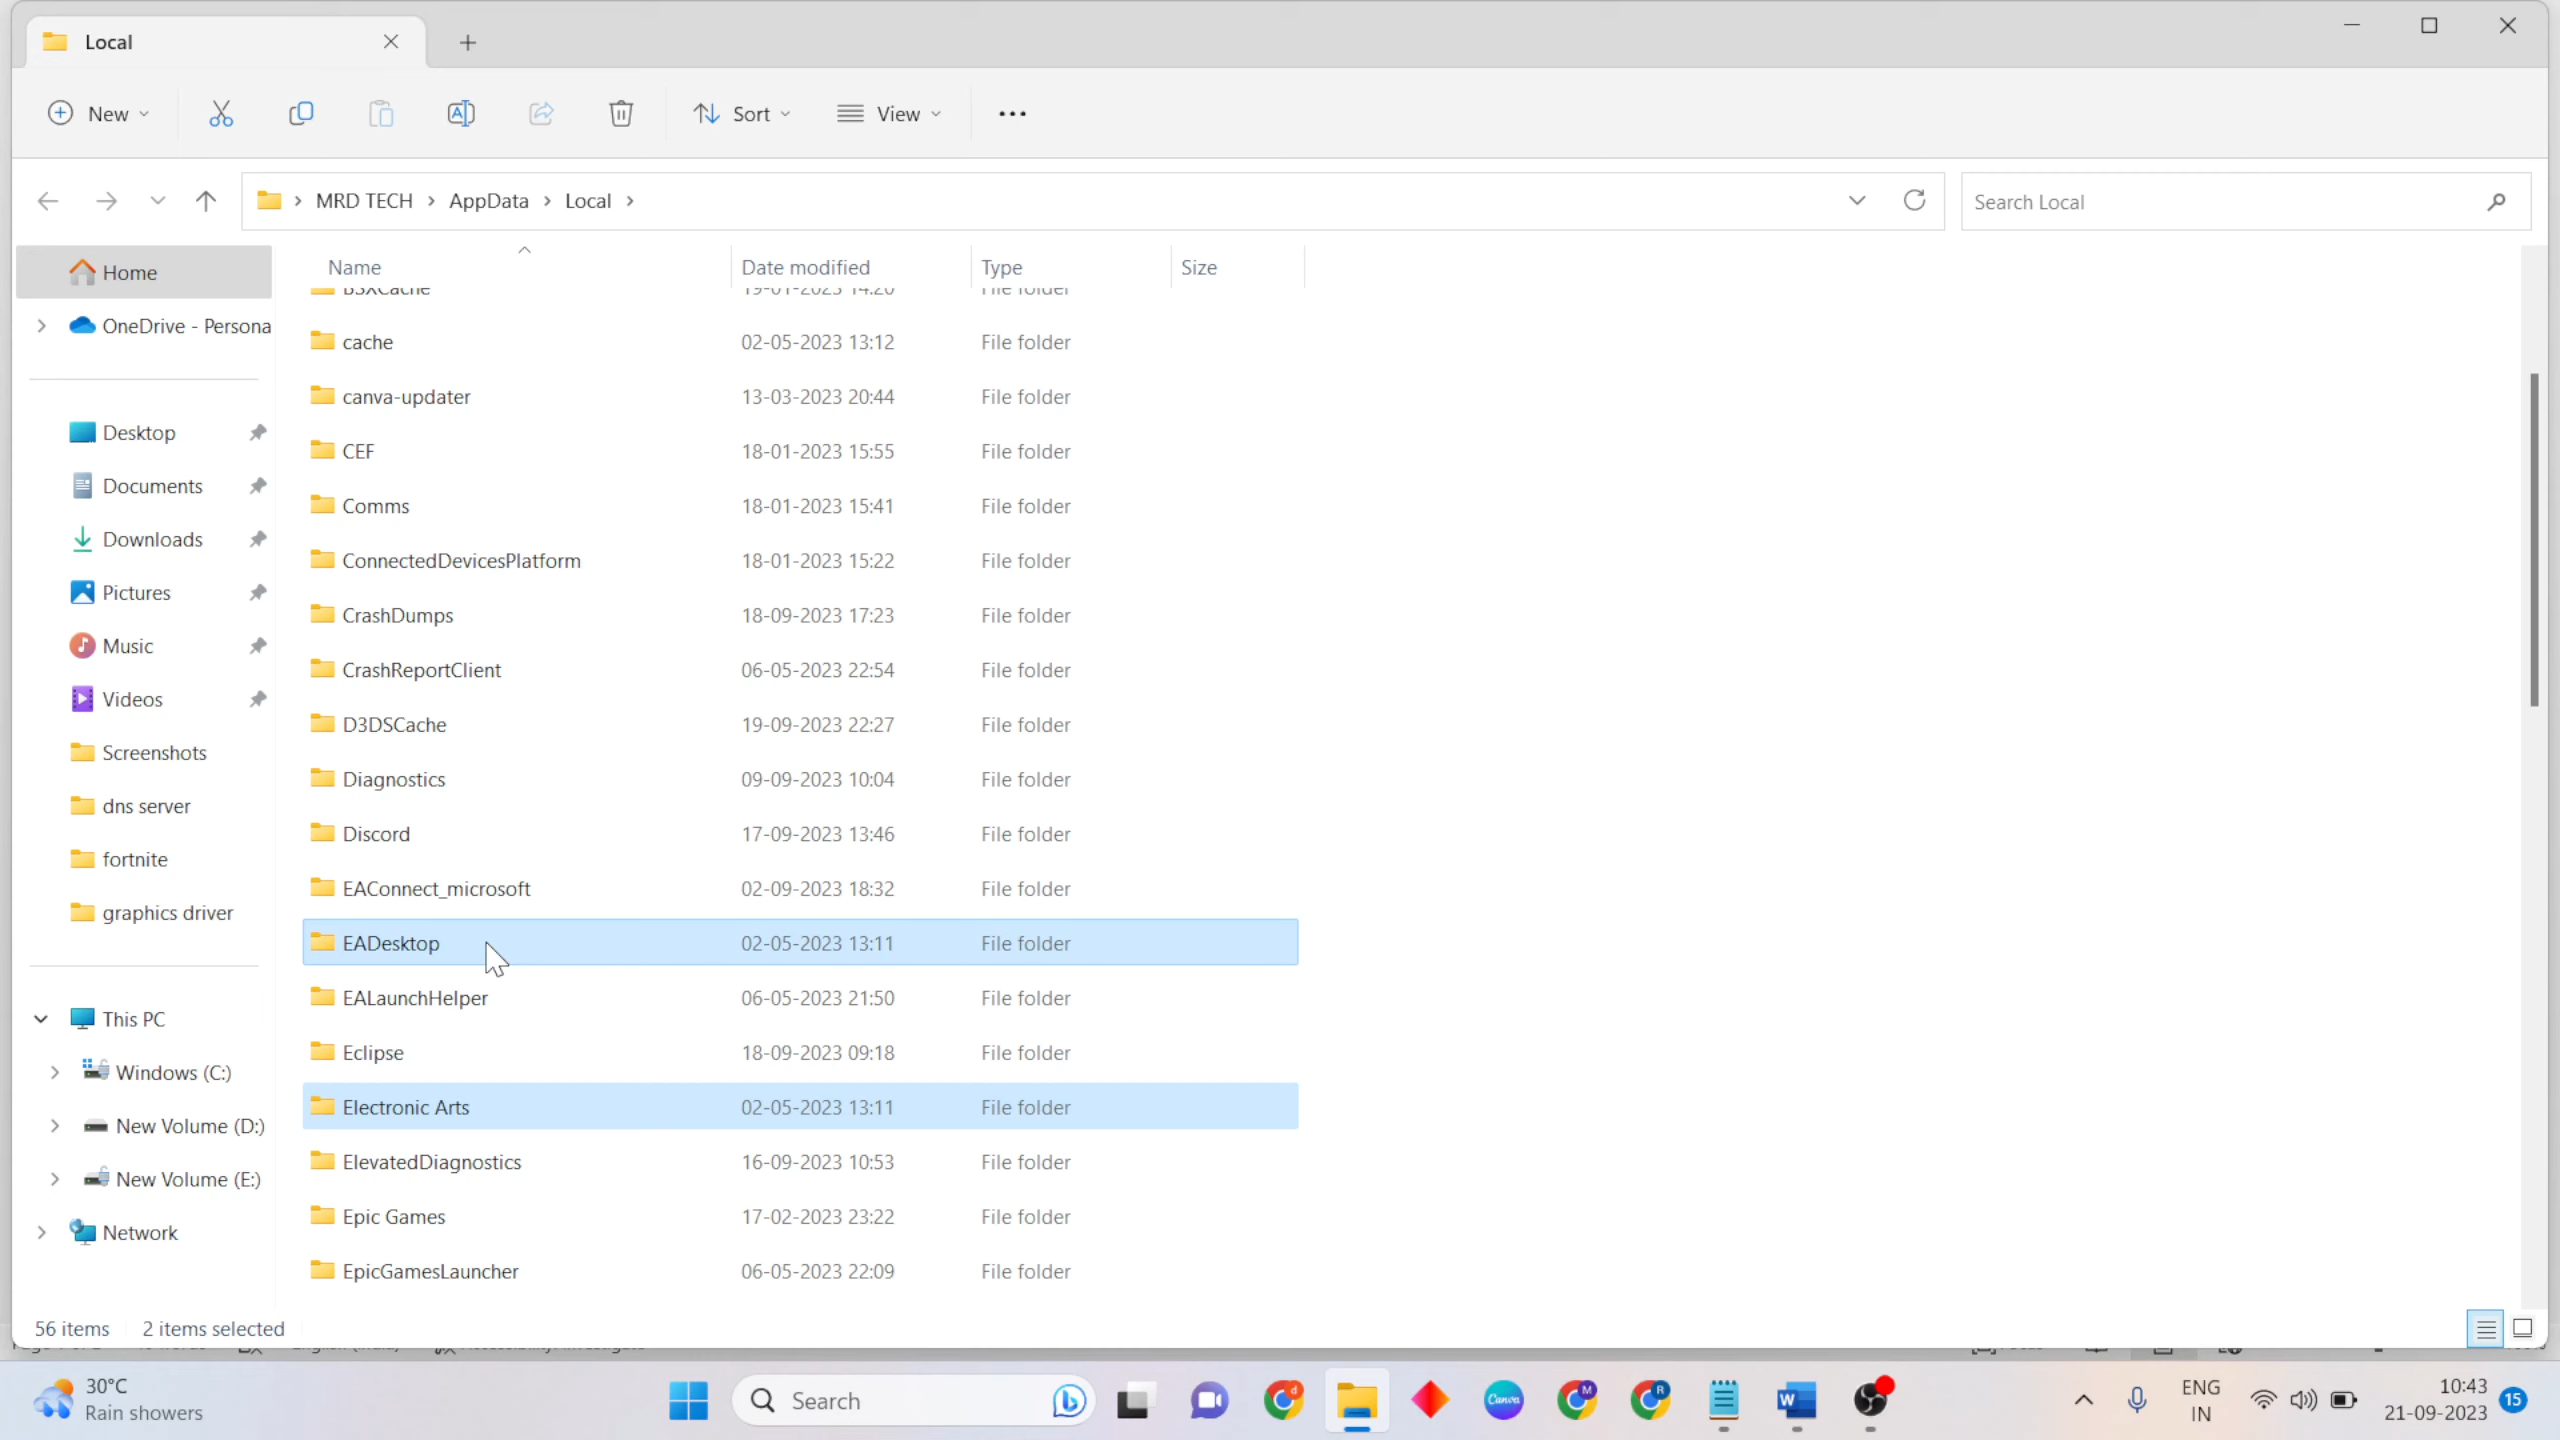 Local
New
Sort
View
MRD TECH
AppData
Local
Search Local
Home
OneDrive - Persona
Desktop
Documents
Downloads
Pictures
Music
Videos
Screenshots
dns server
fortnite
graphics driver
This PC
Windows (C:)
New Volume (D:)
New Volume (E:)
Network
Name Date modified Type Size
BSXCache 19-01-2023 14:20 File folder
cache 02-05-2023 13:12 File folder
canva-updater 13-03-2023 20:44 File folder
CEF 18-01-2023 15:55 File folder
Comms 18-01-2023 15:41 File folder
ConnectedDevicesPlatform 18-01-2023 15:22 File folder
CrashDumps 18-09-2023 17:23 File folder
CrashReportClient 06-05-2023 22:54 File folder
D3DSCache 19-09-2023 22:27 File folder
Diagnostics 09-09-2023 10:04 File folder
Discord 17-09-2023 13:46 File folder
EAConnect_microsoft 02-09-2023 18:32 File folder
EADesktop 02-05-2023 13:11 File folder
EALaunchHelper 06-05-2023 21:50 File folder
Eclipse 18-09-2023 09:18 File folder
Electronic Arts 02-05-2023 13:11 File folder
ElevatedDiagnostics 16-09-2023 10:53 File folder
Epic Games 17-02-2023 23:22 File folder
EpicGamesLauncher 06-05-2023 22:09 File folder
56 items 2 items selected
30°C
Rain showers
Search
d
Canva
M
R
W
ENG
IN
10:43
21-09-2023
15